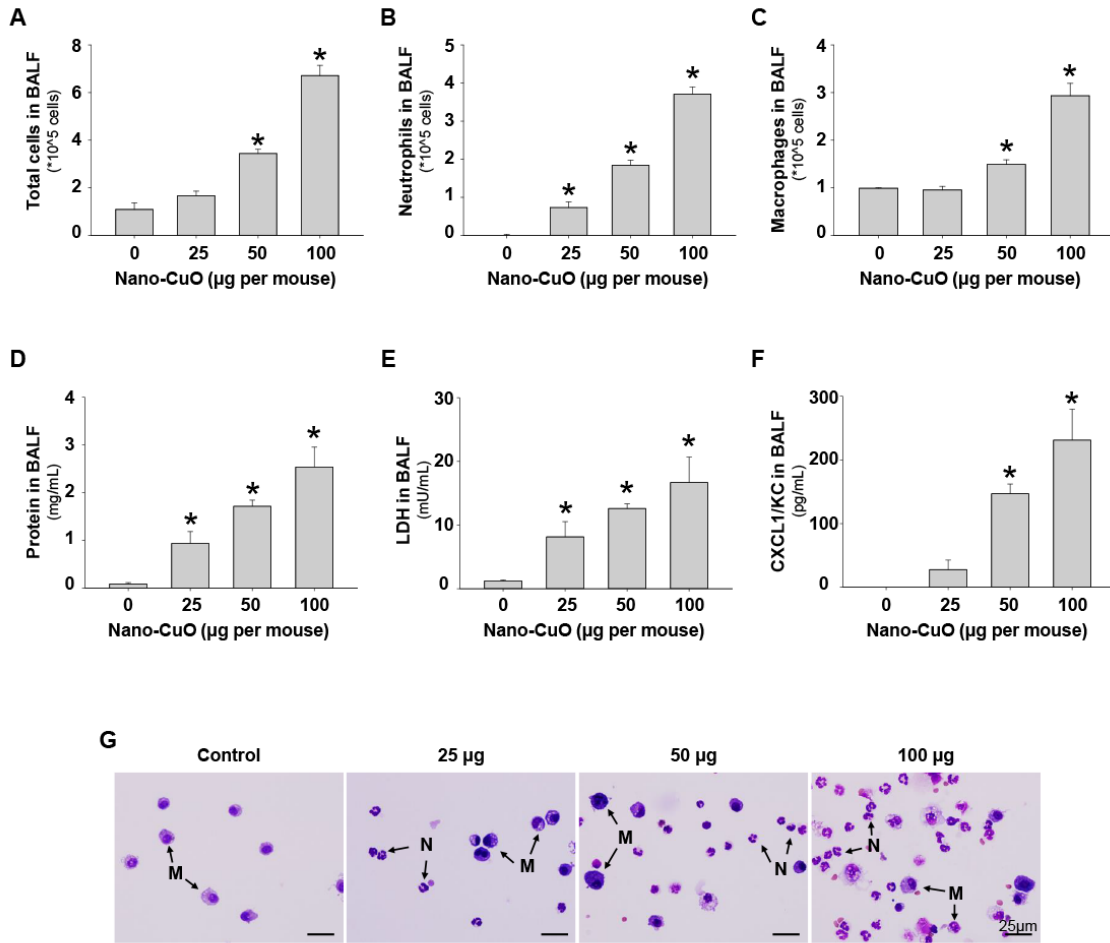 A
Total cells in BALF
(*10^5 cells)
8
6
4
2
0
*
*
0 25 50 100
Nano-CuO (µg per mouse)
B
Neutrophils in BALF
(*10^5 cells)
5
4
3
2
1
0
*
*
*
0 25 50 100
Nano-CuO (µg per mouse)
C
Macrophages in BALF
(*10^5 cells)
4
3
2
1
0
*
*
0 25 50 100
Nano-CuO (µg per mouse)
D
Protein in BALF
(mg/mL)
4
3
2
1
0
*
*
*
0 25 50 100
Nano-CuO (µg per mouse)
E
LDH in BALF
(mU/mL)
30
20
10
0
*
*
*
0 25 50 100
Nano-CuO (µg per mouse)
F
CXCL1/KC in BALF
(pg/mL)
300
200
100
0
*
*
0 25 50 100
Nano-CuO (µg per mouse)
G
Control 25 µg 50 µg 100 µg
M
N
M
M
N
N
M
25µm